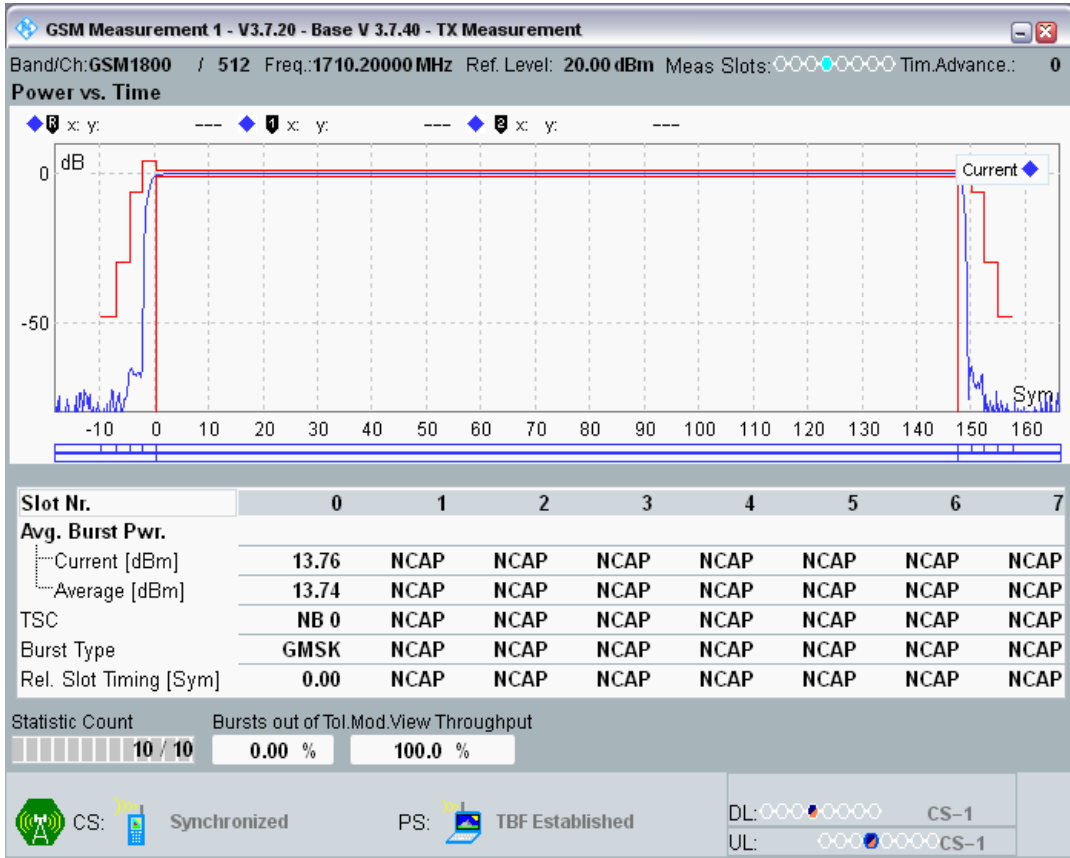 GSM Measurement 1 - V3.7.20 - Base V 3.7.40 - TX Measurement
Band/Ch:GSM1800 / 512 Freq.:1710.20000 MHz Ref. Level: 20.00 dBm Meas Slots: Tim.Advance.: 0
Power vs. Time
R x: y: --- 1 x: y: --- 2 x: y: ---
dB
Current
0
-50
Sym
-10 0 10 20 30 40 50 60 70 80 90 100 110 120 130 140 150 160
Slot Nr. 0 1 2 3 4 5 6 7
Avg. Burst Pwr.
Current [dBm] 13.76 NCAP NCAP NCAP NCAP NCAP NCAP NCAP
Average [dBm] 13.74 NCAP NCAP NCAP NCAP NCAP NCAP NCAP
TSC NB 0 NCAP NCAP NCAP NCAP NCAP NCAP NCAP
Burst Type GMSK NCAP NCAP NCAP NCAP NCAP NCAP NCAP
Rel. Slot Timing [Sym] 0.00 NCAP NCAP NCAP NCAP NCAP NCAP NCAP
Statistic Count Bursts out of Tol.Mod.View Throughput
10 / 10 0.00 % 100.0 %
CS: Synchronized PS: TBF Established
DL: CS-1
UL: CS-1